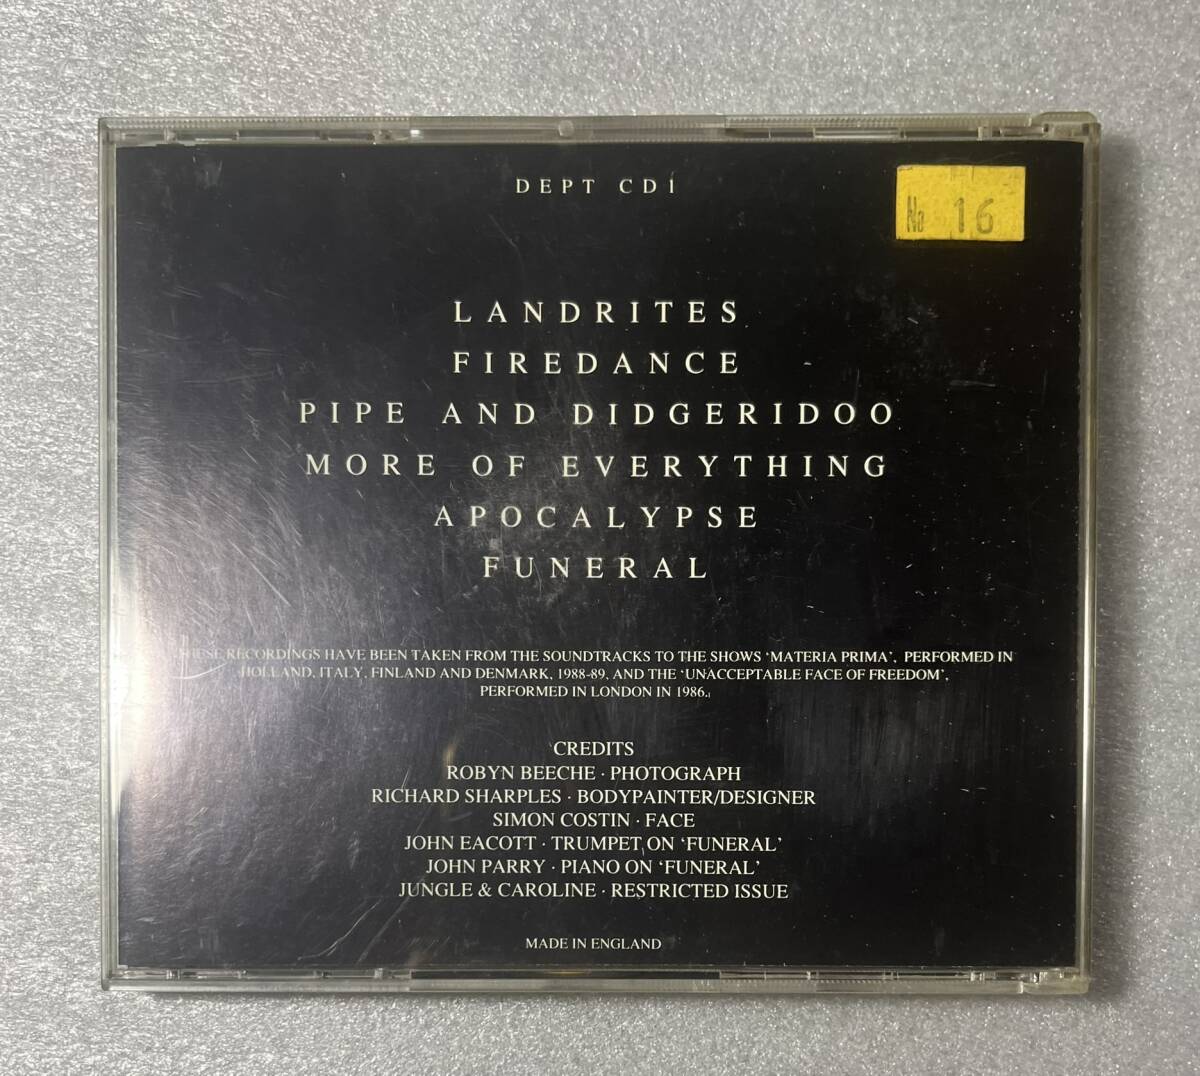 DEPT CD1
№ 16
LANDRITES
FIREDANCE
PIPE AND DIDGERIDOO
MORE OF EVERYTHING
APOCALYPSE
FUNERAL
THESE RECORDINGS HAVE BEEN TAKEN FROM THE SOUNDTRACKS TO THE SHOWS ‘MATERIA PRIMA’, PERFORMED IN
HOLLAND, ITALY, FINLAND AND DENMARK, 1988-89, AND THE ‘UNACCEPTABLE FACE OF FREEDOM’,
PERFORMED IN LONDON IN 1986.
CREDITS
ROBYN BEECHE · PHOTOGRAPH
RICHARD SHARPLES · BODYPAINTER/DESIGNER
SIMON COSTIN · FACE
JOHN EACOTT · TRUMPET ON ‘FUNERAL’
JOHN PARRY · PIANO ON ‘FUNERAL’
JUNGLE & CAROLINE · RESTRICTED ISSUE
MADE IN ENGLAND